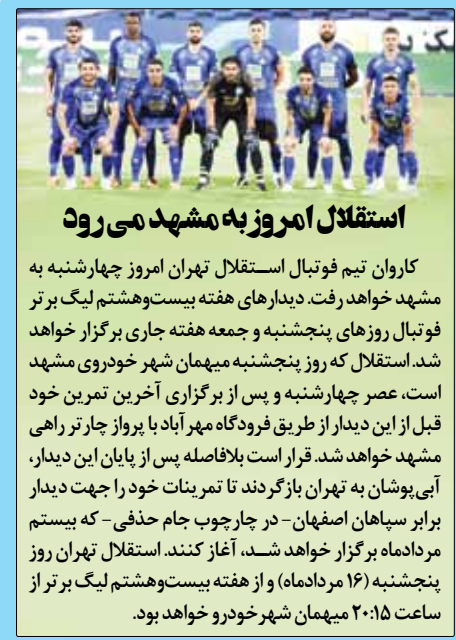 استقلال امروز به مشهد می‌رود
کاروان تیم فوتبال استقلال تهران امروز چهارشنبه به
مشهد خواهد رفت. دیدارهای هفته بیست‌وهشتم لیگ برتر
فوتبال روزهای پنجشنبه و جمعه هفته جاری برگزار خواهد
شد. استقلال که روز پنجشنبه میهمان شهر خودروی مشهد
است، عصر چهارشنبه و پس از برگزاری آخرین تمرین خود
قبل از این دیدار از طریق فرودگاه مهرآباد با پرواز چارتر راهی
مشهد خواهد شد. قرار است بلافاصله پس از پایان این دیدار،
آبی‌پوشان به تهران بازگردند تا تمرینات خود را جهت دیدار
برابر سپاهان اصفهان- در چارچوب جام حذفی- که بیستم
مردادماه برگزار خواهد شد، آغاز کنند. استقلال تهران روز
پنجشنبه (۱۶ مردادماه) و از هفته بیست‌وهشتم لیگ برتر از
ساعت ۲۰:۱۵ میهمان شهرخودرو خواهد بود.